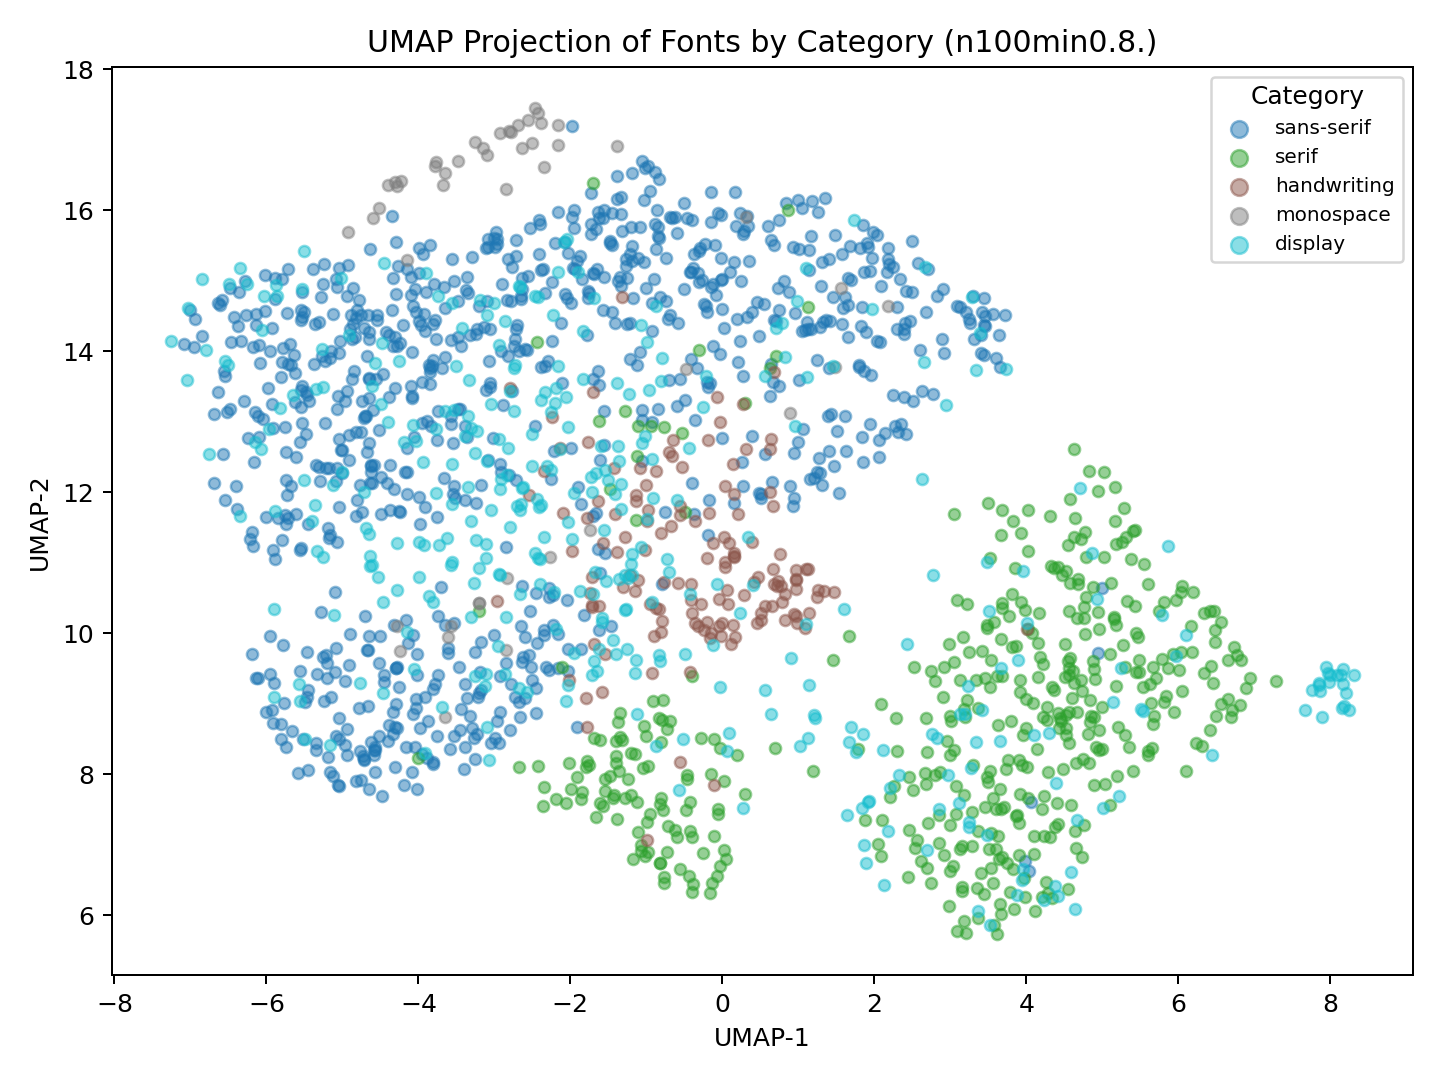 UMAP Projection of Fonts by Category (n100min0.8.)
Category
sans-serif
serif
handwriting
monospace
display
18
16
14
12
10
8
6
UMAP-2
−8 −6 −4 −2 0 2 4 6 8
UMAP-1